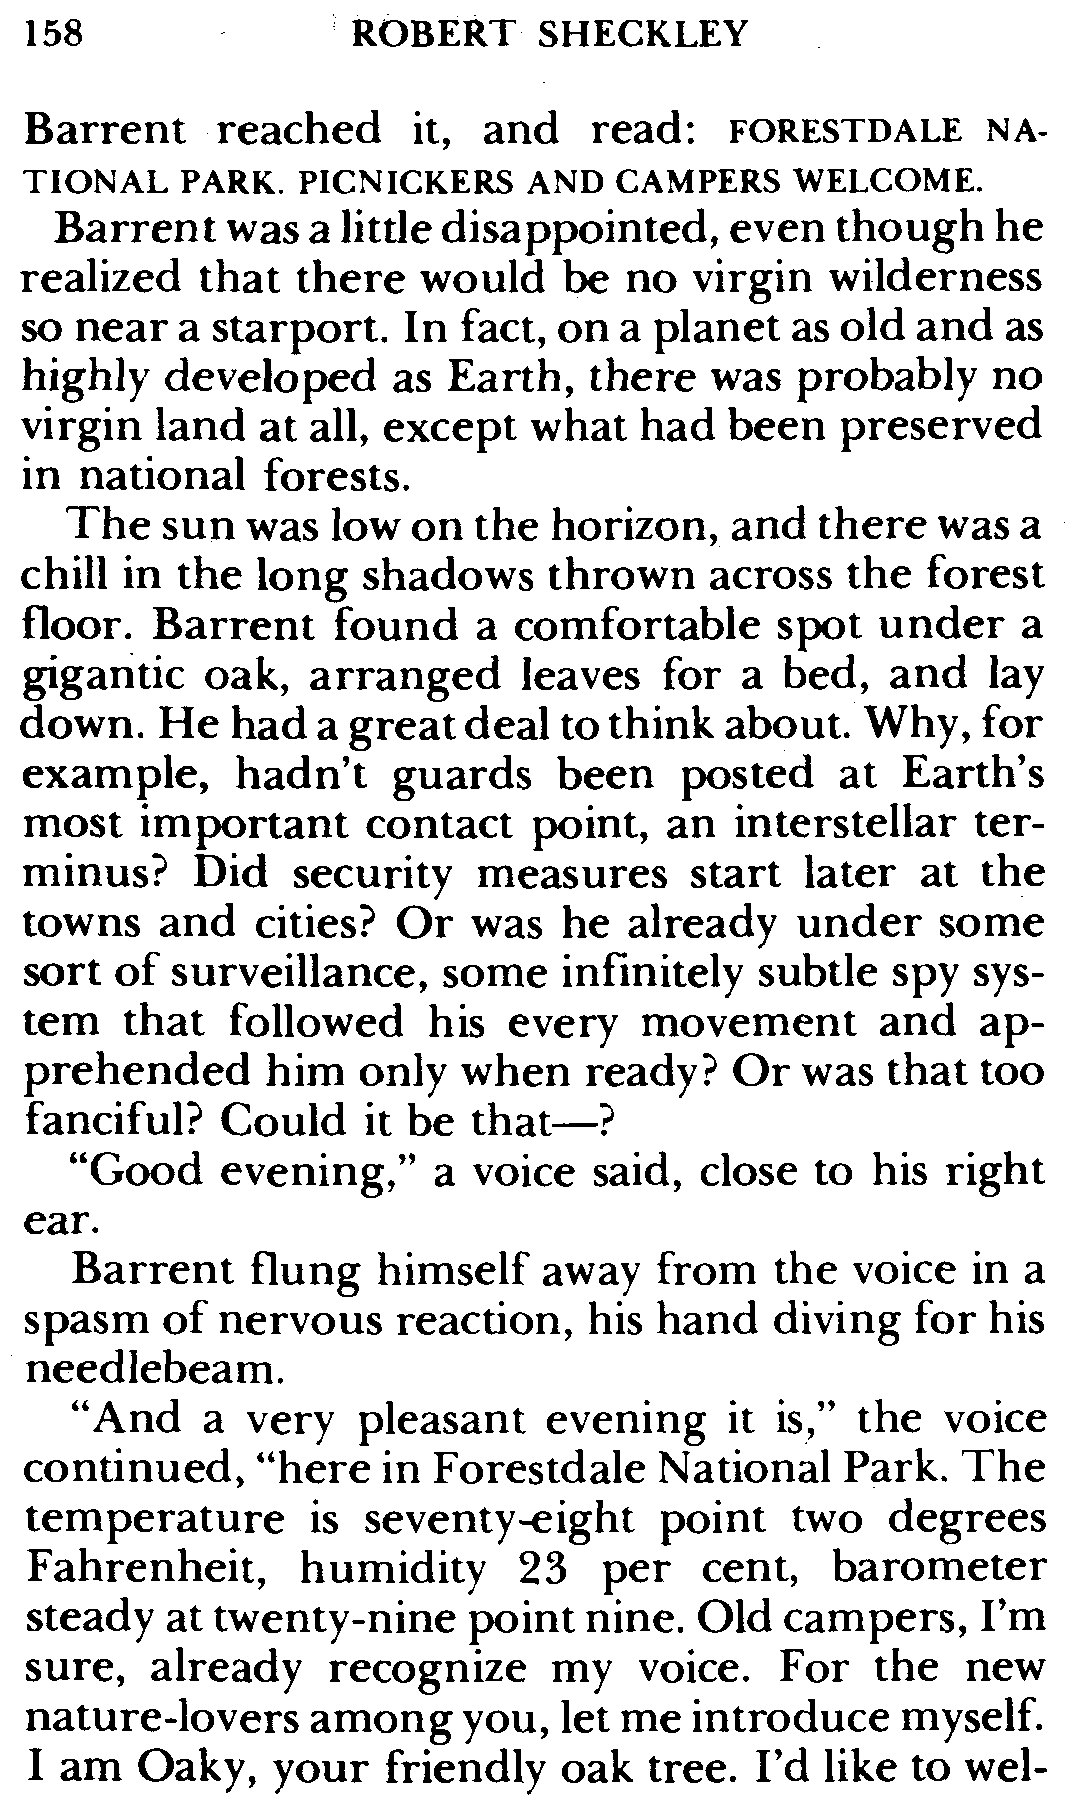 158 ROBERT SHECKLEY
Barrent reached it, and read: FORESTDALE NA-
TIONAL PARK. PICNICKERS AND CAMPERS WELCOME.
Barrent was a little disappointed, even though he
realized that there would be no virgin wilderness
so near a starport. In fact, on a planet as old and as
highly developed as Earth, there was probably no
virgin land at all, except what had been preserved
in national forests.
The sun was low on the horizon, and there was a
chill in the long shadows thrown across the forest
floor. Barrent found a comfortable spot under a
gigantic oak, arranged leaves for a bed, and lay
down. He had a great deal to think about. Why, for
example, hadn't guards been posted at Earth's
most important contact point, an interstellar ter-
minus? Did security measures start later at the
towns and cities? Or was he already under some
sort of surveillance, some infinitely subtle spy sys-
tem that followed his every movement and ap-
prehended him only when ready? Or was that too
fanciful? Could it be that—?
“Good evening,” a voice said, close to his right
ear.
Barrent flung himself away from the voice in a
spasm of nervous reaction, his hand diving for his
needlebeam.
“And a very pleasant evening it is,” the voice
continued, “here in Forestdale National Park. The
temperature is seventy-eight point two degrees
Fahrenheit, humidity 23 per cent, barometer
steady at twenty-nine point nine. Old campers, I'm
sure, already recognize my voice. For the new
nature-lovers among you, let me introduce myself.
I am Oaky, your friendly oak tree. I'd like to wel-